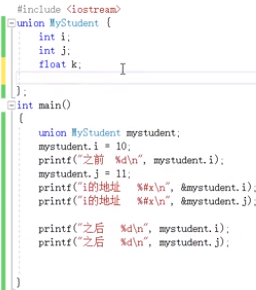 #include <iostream>
union MyStudent {
int i;
int j;
float k;
};
int main()
{
union MyStudent mystudent;
mystudent.i = 10;
printf("之前 %d\n", mystudent.i);
mystudent.j = 11;
printf("i的地址 %#x\n", &mystudent.i);
printf("i的地址 %#x\n", &mystudent.j);
printf("之后 %d\n", mystudent.i);
printf("之后 %d\n", mystudent.j);
}